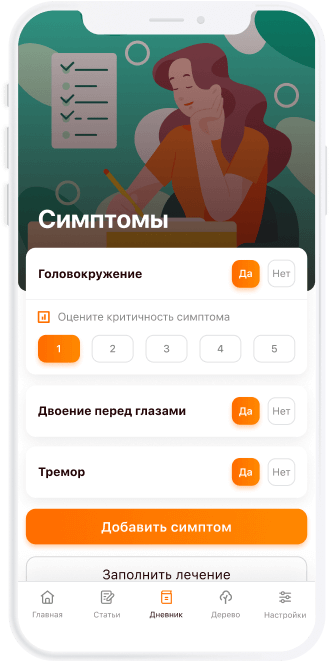 Симптомы
Головокружение Да Нет
Оцените критичность симптома
1 2 3 4 5
Двоение перед глазами Да Нет
Тремор Да Нет
Добавить симптом
Заполнить лечение
Главная Статьи Дневник Дерево Настройки